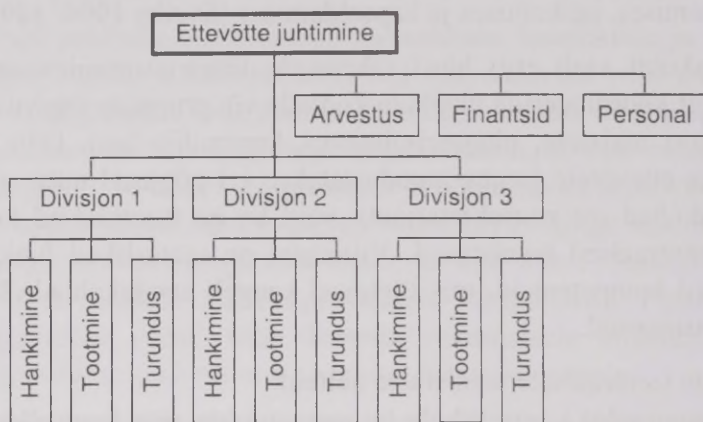 Ettevõtte juhtimine
Arvestus
Finantsid
Personal
Divisjon 1
Divisjon 2
Divisjon 3
Hankimine
Tootmine
Turundus
Hankimine
Tootmine
Turundus
Hankimine
Tootmine
Turundus